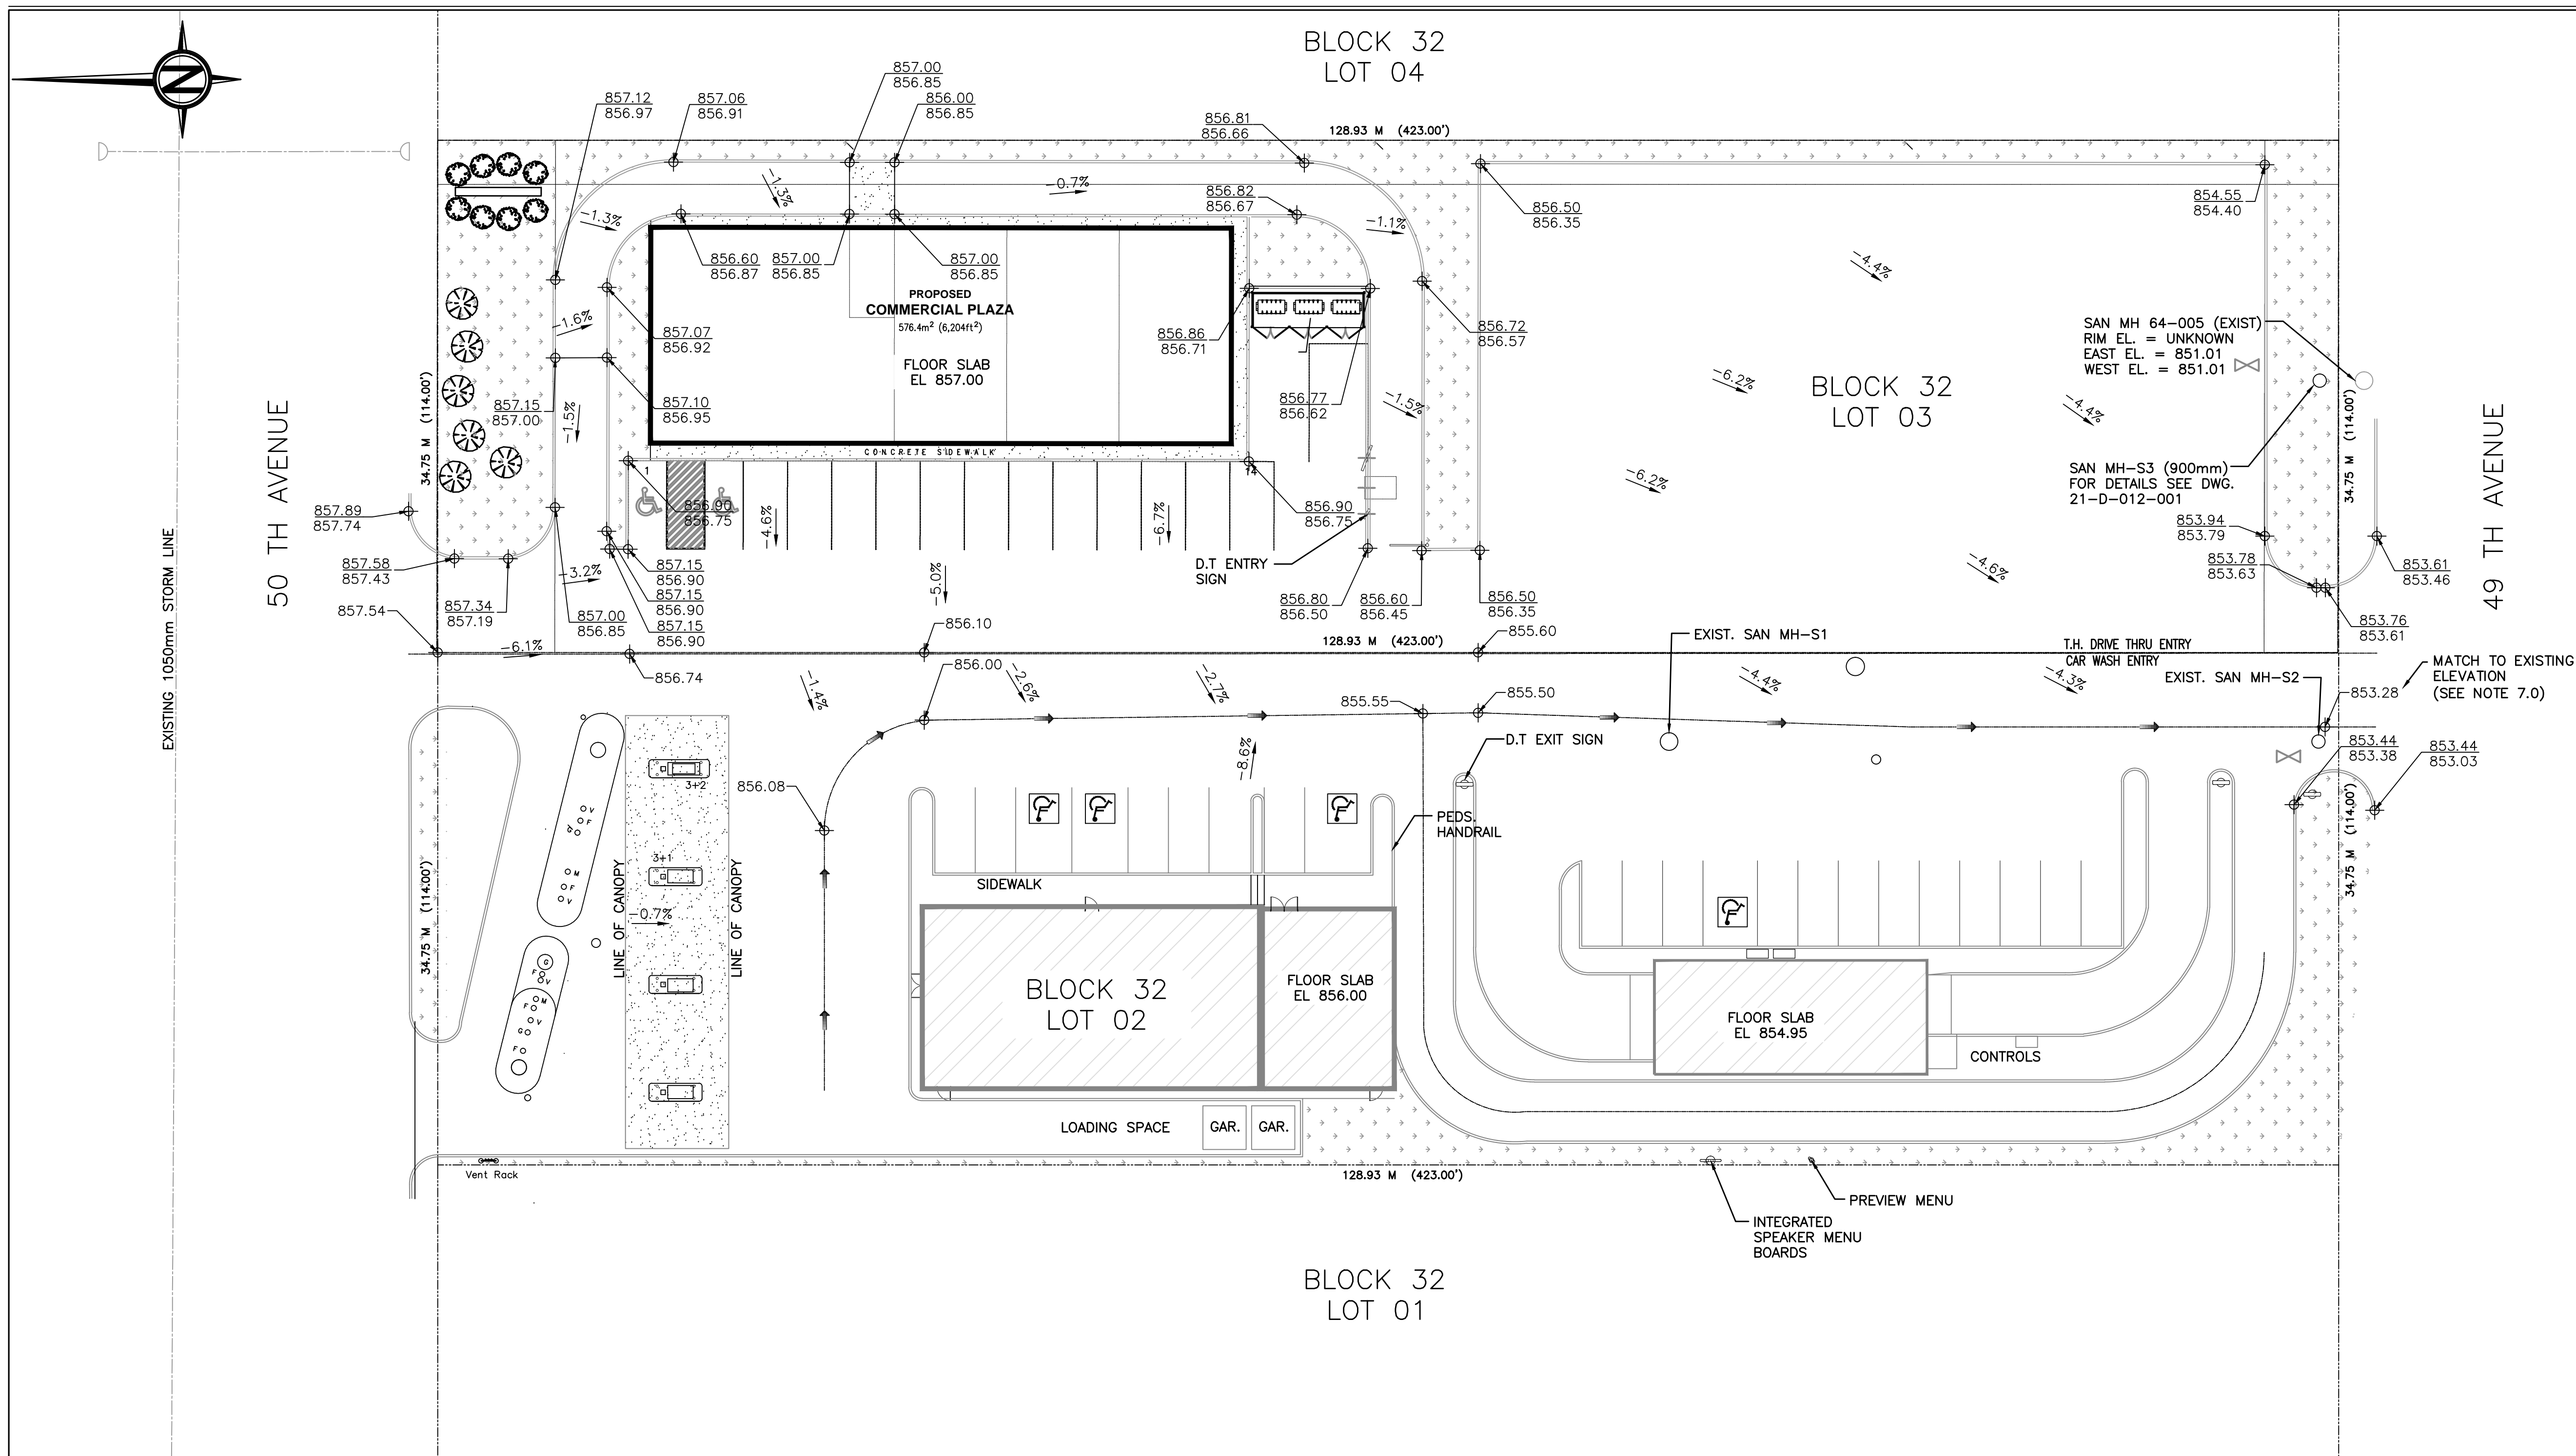 BLOCK 32
LOT 04
N
857.00
856.85
857.12
856.97
857.06
856.91
856.00
856.85
856.81
856.66
128.93 M (423.00')
-1.3%
-0.7%
856.82
856.67
-1.3%
-1.1%
856.50
856.35
854.55
854.40
856.60
856.87
857.00
856.85
857.00
856.85
-4.4%
PROPOSED
COMMERCIAL PLAZA
576.4m² (6,204ft²)
FLOOR SLAB
EL 857.00
-1.6%
857.07
856.92
856.86
856.71
856.72
856.57
SAN MH 64-005 (EXIST)
RIM EL. = UNKNOWN
EAST EL. = 851.01
WEST EL. = 851.01
-6.2%
BLOCK 32
LOT 03
34.75 M (114.00')
857.15
857.00
-1.5%
857.10
856.95
856.77
856.62
-1.5%
-4.4%
34.75 M (114.00')
50 TH AVENUE
49 TH AVENUE
CONCRETE SIDEWALK
1
14
-6.2%
SAN MH-S3 (900mm)
FOR DETAILS SEE DWG.
21-D-012-001
857.89
857.74
856.90
856.75
-4.6%
-6.7%
856.90
856.75
853.94
853.79
EXISTING 1050mm STORM LINE
857.58
857.43
-3.2%
857.15
856.90
D.T ENTRY
SIGN
-4.6%
853.78
853.63
853.61
853.46
857.54
857.34
857.19
857.00
856.85
857.15
856.90
857.15
856.90
-5.0%
856.80
856.50
856.60
856.45
856.50
856.35
853.76
853.61
-6.1%
856.10
128.93 M (423.00')
855.60
EXIST. SAN MH-S1
T.H. DRIVE THRU ENTRY
CAR WASH ENTRY
MATCH TO EXISTING
ELEVATION
(SEE NOTE 7.0)
856.74
-1.4%
856.00
-2.6%
-2.7%
-4.4%
-4.3%
EXIST. SAN MH-S2
853.28
855.55
855.50
D.T EXIT SIGN
-8.6%
853.44
853.38
853.44
853.03
3+2
856.08
PEDS.
HANDRAIL
V
F
G
3+1
M
F
V
SIDEWALK
34.75 M (114.00')
LINE OF CANOPY
LINE OF CANOPY
-0.7%
34.75 M (114.00')
G
F
V
M
F
V
G
F
BLOCK 32
LOT 02
FLOOR SLAB
EL 856.00
FLOOR SLAB
EL 854.95
CONTROLS
LOADING SPACE
GAR.
GAR.
Vent Rack
128.93 M (423.00')
PREVIEW MENU
INTEGRATED
SPEAKER MENU
BOARDS
BLOCK 32
LOT 01